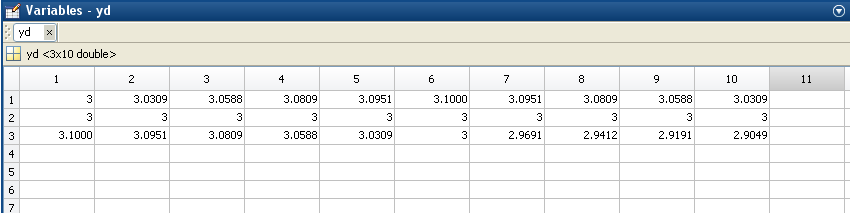 Variables - yd
yd ×
yd <3x10 double>
1 2 3 4 5 6 7 8 9 10 11
1 3 3.0309 3.0588 3.0809 3.0951 3.1000 3.0951 3.0809 3.0588 3.0309
2 3 3 3 3 3 3 3 3 3 3
3 3.1000 3.0951 3.0809 3.0588 3.0309 3 2.9691 2.9412 2.9191 2.9049
4
5
6
7